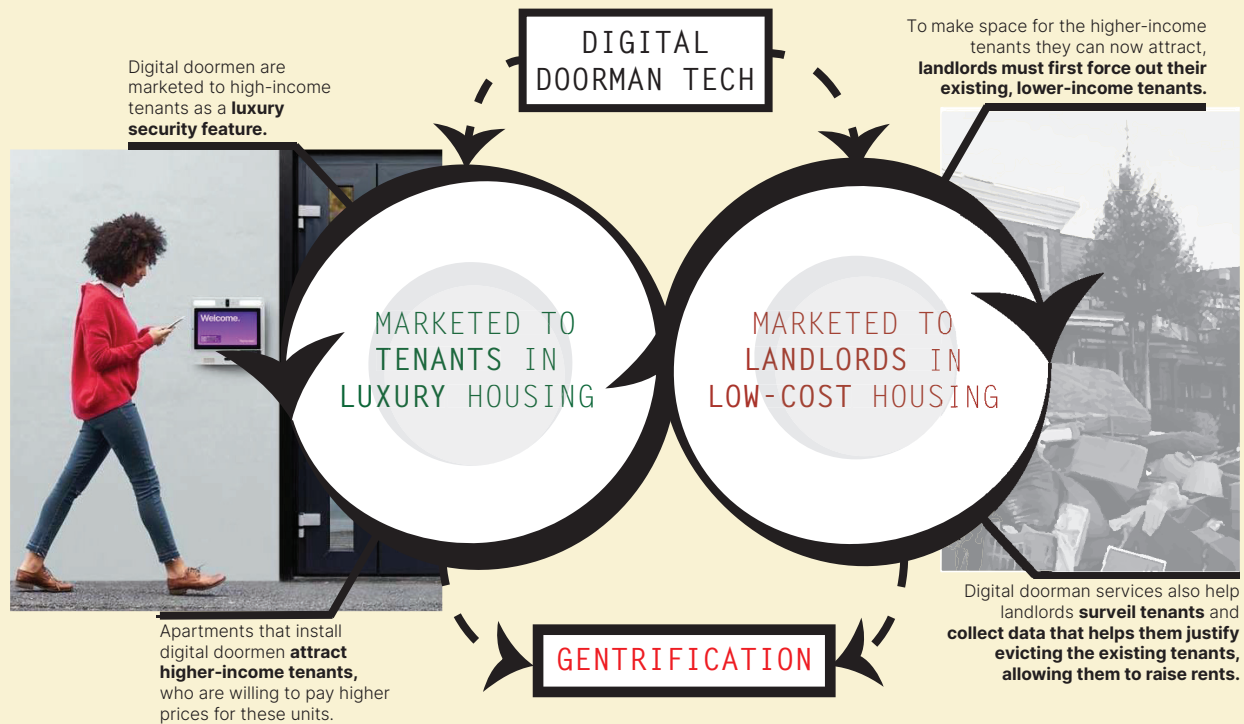 DIGITAL
DOORMAN TECH
Digital doormen are
marketed to high-income
tenants as a luxury
security feature.
To make space for the higher-income
tenants they can now attract,
landlords must first force out their
existing, lower-income tenants.
Welcome.
MARKETED TO
TENANTS IN
LUXURY HOUSING
MARKETED TO
LANDLORDS IN
LOW-COST HOUSING
Apartments that install
digital doormen attract
higher-income tenants,
who are willing to pay higher
prices for these units.
GENTRIFICATION
Digital doorman services also help
landlords surveil tenants and
collect data that helps them justify
evicting the existing tenants,
allowing them to raise rents.